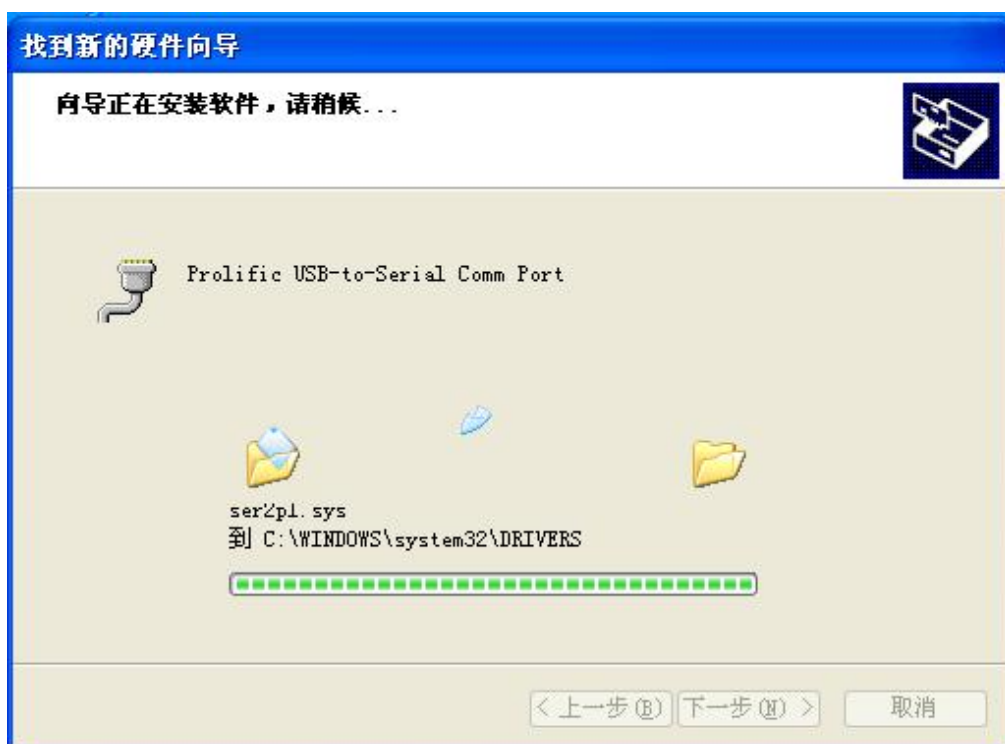 找到新的硬件向导
向导正在安装软件，请稍候...
Prolific USB-to-Serial Comm Port
ser2pl.sys
到 C:\WINDOWS\system32\DRIVERS
< 上一步(B) 下一步(N) > 取消